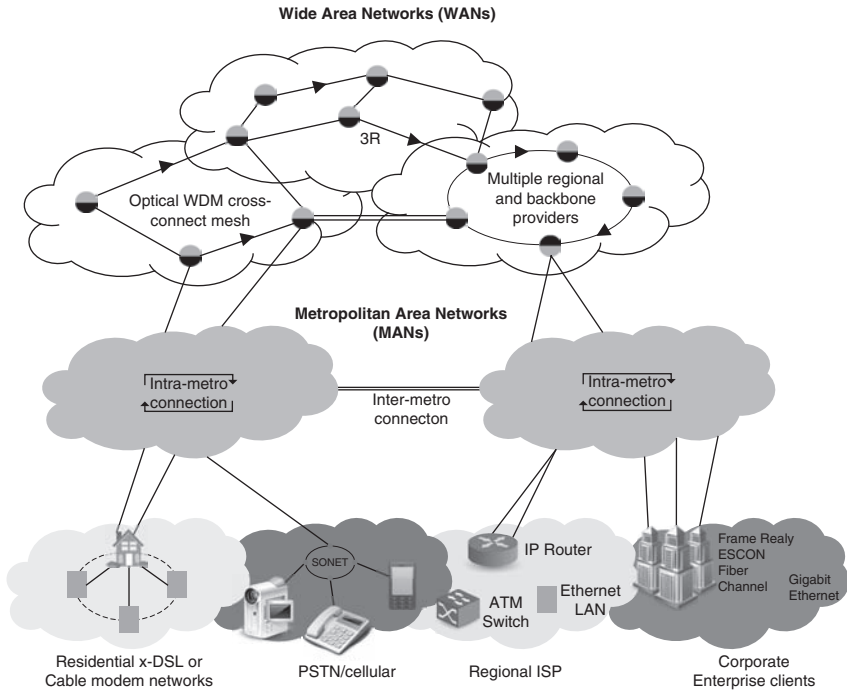 Wide Area Networks (WANs)
3R
Optical WDM cross-
connect mesh
Multiple regional
and backbone
providers
Metropolitan Area Networks
(MANs)
Intra-metro
connection
Inter-metro
connecton
Intra-metro
connection
SONET
IP Router
ATM
Switch
Ethernet
LAN
Frame Realy
ESCON
Fiber
Channel
Gigabit
Ethernet
Residential x-DSL or
Cable modem networks
PSTN/cellular
Regional ISP
Corporate
Enterprise clients